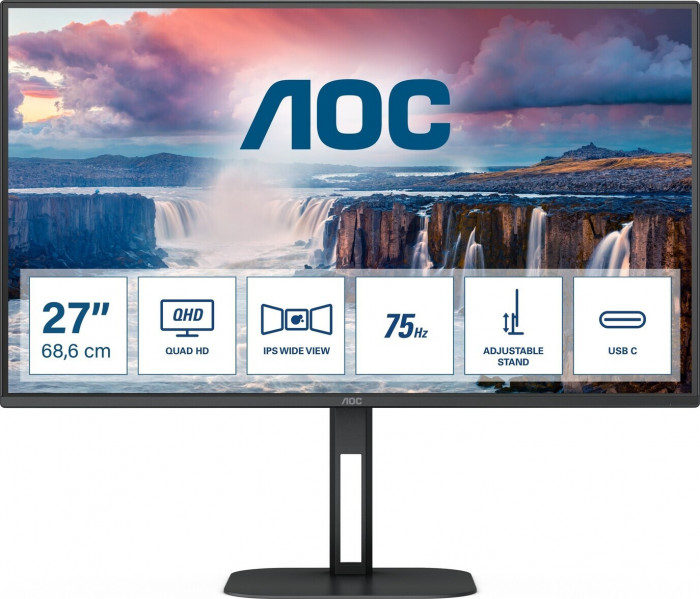 AOC
27"
68,6 cm
QHD
QUAD HD
IPS WIDE VIEW
75Hz
ADJUSTABLE
STAND
USB C
AOC